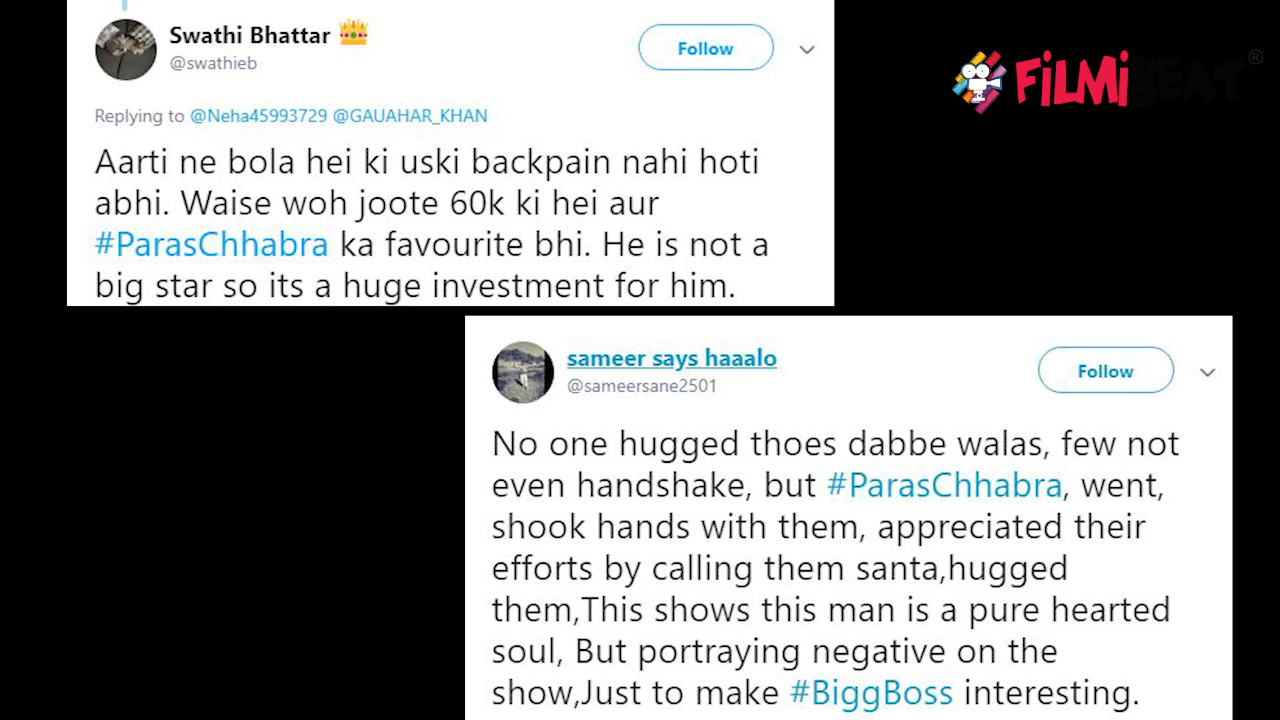 Swathi Bhattar
@swathieb
Follow
Replying to @Neha45993729 @GAUAHAR_KHAN
Aarti ne bola hei ki uski backpain nahi hoti
abhi. Waise woh joote 60k ki hei aur
#ParasChhabra ka favourite bhi. He is not a
big star so its a huge investment for him.
FiLMiBEAT®
sameer says haaalo
@sameersane2501
Follow
No one hugged thoes dabbe walas, few not
even handshake, but #ParasChhabra, went,
shook hands with them, appreciated their
efforts by calling them santa,hugged
them,This shows this man is a pure hearted
soul, But portraying negative on the
show,Just to make #BiggBoss interesting.